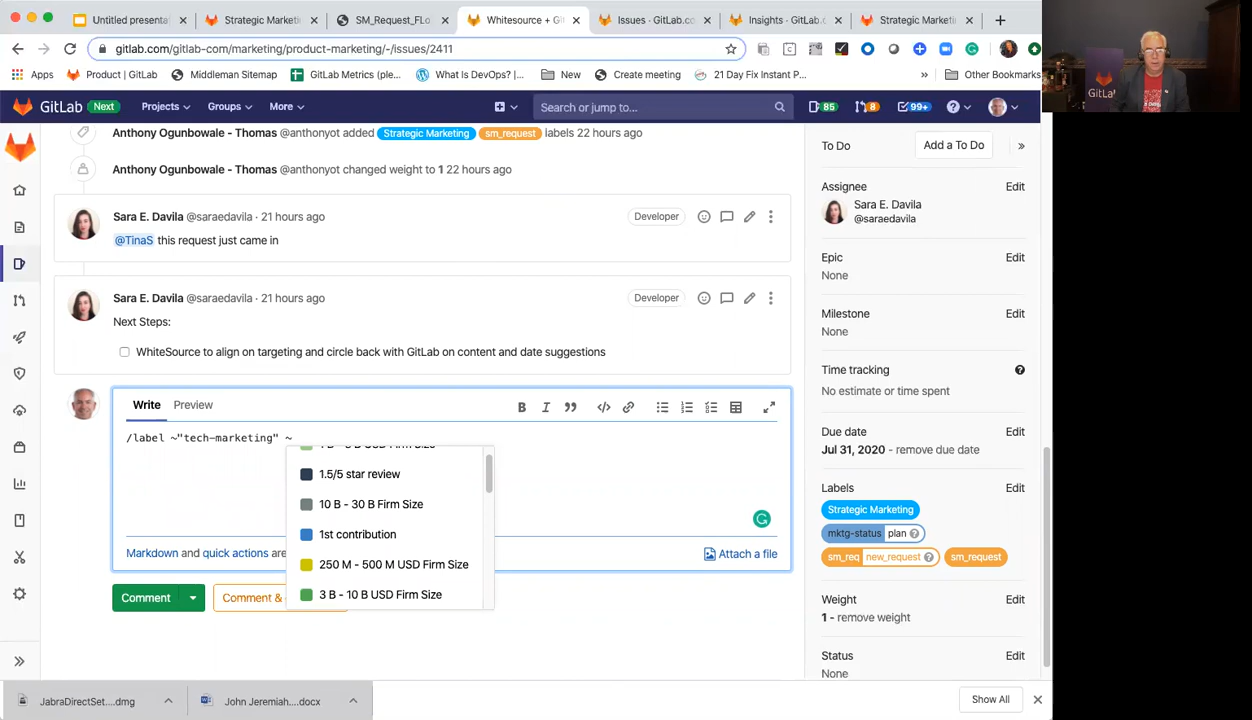 Untitled presenta
Strategic Marketi
SM_Request_FLo
Whitesource + Gi
Issues · GitLab.co
Insights · GitLab.c
Strategic Marketi
gitlab.com/gitlab-com/marketing/product-marketing/-/issues/2411
Apps
Product | GitLab
Middleman Sitemap
GitLab Metrics (ple...
What Is DevOps? |...
New
Create meeting
21 Day Fix Instant P...
»
Other Bookmarks
GitLab
Next
Projects
Groups
More
Search or jump to...
85
8
99+
GitLab
Anthony Ogunbowale - Thomas @anthonyot added Strategic Marketing sm_request labels 22 hours ago
Anthony Ogunbowale - Thomas @anthonyot changed weight to 1 22 hours ago
Sara E. Davila @saraedavila · 21 hours ago
Developer
@TinaS this request just came in
Sara E. Davila @saraedavila · 21 hours ago
Developer
Next Steps:
WhiteSource to align on targeting and circle back with GitLab on content and date suggestions
Write
Preview
/label ~"tech-marketing" ~
1.5/5 star review
10 B - 30 B Firm Size
1st contribution
250 M - 500 M USD Firm Size
3 B - 10 B USD Firm Size
Markdown and quick actions are
Attach a file
Comment
Comment &
To Do
Add a To Do
»
Assignee
Edit
Sara E. Davila
@saraedavila
Epic
Edit
None
Milestone
Edit
None
Time tracking
No estimate or time spent
Due date
Edit
Jul 31, 2020 - remove due date
Labels
Edit
Strategic Marketing
mktg-status plan
sm_req new_request
sm_request
Weight
Edit
1 - remove weight
Status
Edit
None
JabraDirectSet....dmg
John Jeremiah....docx
Show All